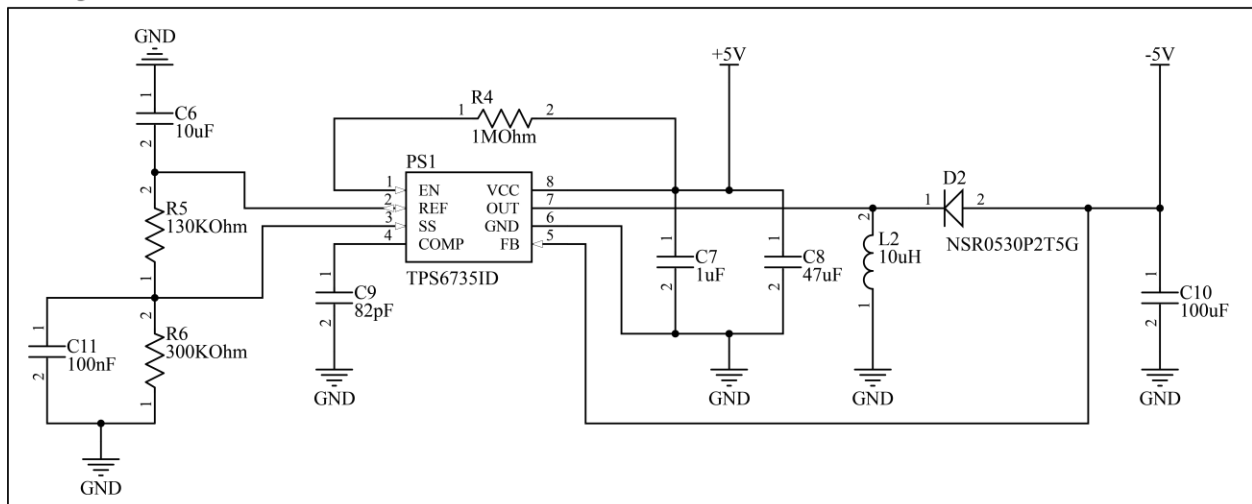 GND
+5V
-5V
1
C6
10uF
2
1
R4
2
1MOhm
PS1
1 EN VCC 8
2 REF OUT 7
3 SS GND 6
4 COMP FB 5
TPS6735ID
2
R5
130KOhm
1
D2
1
2
NSR0530P2T5G
2
L2
10uH
1
1
C7
1uF
2
1
C8
47uF
2
1
C9
82pF
2
1
C10
100uF
2
1
C11
100nF
2
2
R6
300KOhm
1
GND
GND
GND
GND
GND